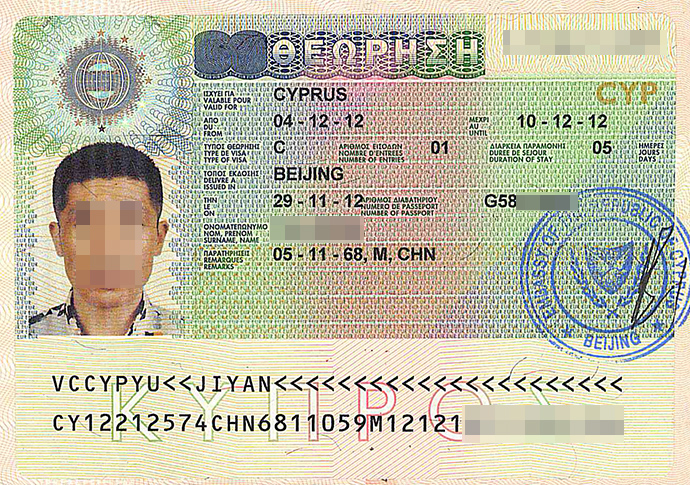 ΘΕΩΡΗΣΗ
CYP
ΙΣΧΥΕΙ ΓΙΑ
VALABLE POUR
VALID FOR
CYPRUS
ΑΠΟ
DU
FROM
04 - 12 - 12
ΜΕΧΡΙ
AU
UNTIL
10 - 12 - 12
ΤΥΠΟΣ ΘΕΩΡΗΣΗΣ
TYPE DE VISA
TYPE OF VISA
C
ΑΡΙΘΜΟΣ ΕΙΣΟΔΩΝ
NOMBRE D'ENTREES
NUMBER OF ENTRIES
01
ΔΙΑΡΚΕΙΑ ΠΑΡΑΜΟΝΗΣ
DUREE DE SEJOUR
DURATION OF STAY
05
ΗΜΕΡΕΣ
JOURS
DAYS
ΤΟΠΟΣ ΕΚΔΟΣΗΣ
DELIVRE A
ISSUED IN
BEIJING
ΤΗΝ
LE
ON
29 - 11 - 12
ΑΡΙΘΜΟΣ ΔΙΑΒΑΤΗΡΙΟΥ
NUMERO DE PASSEPORT
NUMBER OF PASSPORT
G58
ΟΝΟΜΑΤΕΠΩΝΥΜΟ
NOM, PRENOM
SURNAME, NAME
ΠΑΡΑΤΗΡΗΣΕΙΣ
REMARQUES
REMARKS
05 - 11 - 68, M, CHN
EMBASSY OF THE REPUBLIC OF CYPRUS
BEIJING
VCCYPYU<<JIYAN<<<<<<<<<<<<<<<<<<<<<<
CY12212574CHN6811059M12121
ΚΥΠΡΟΣ